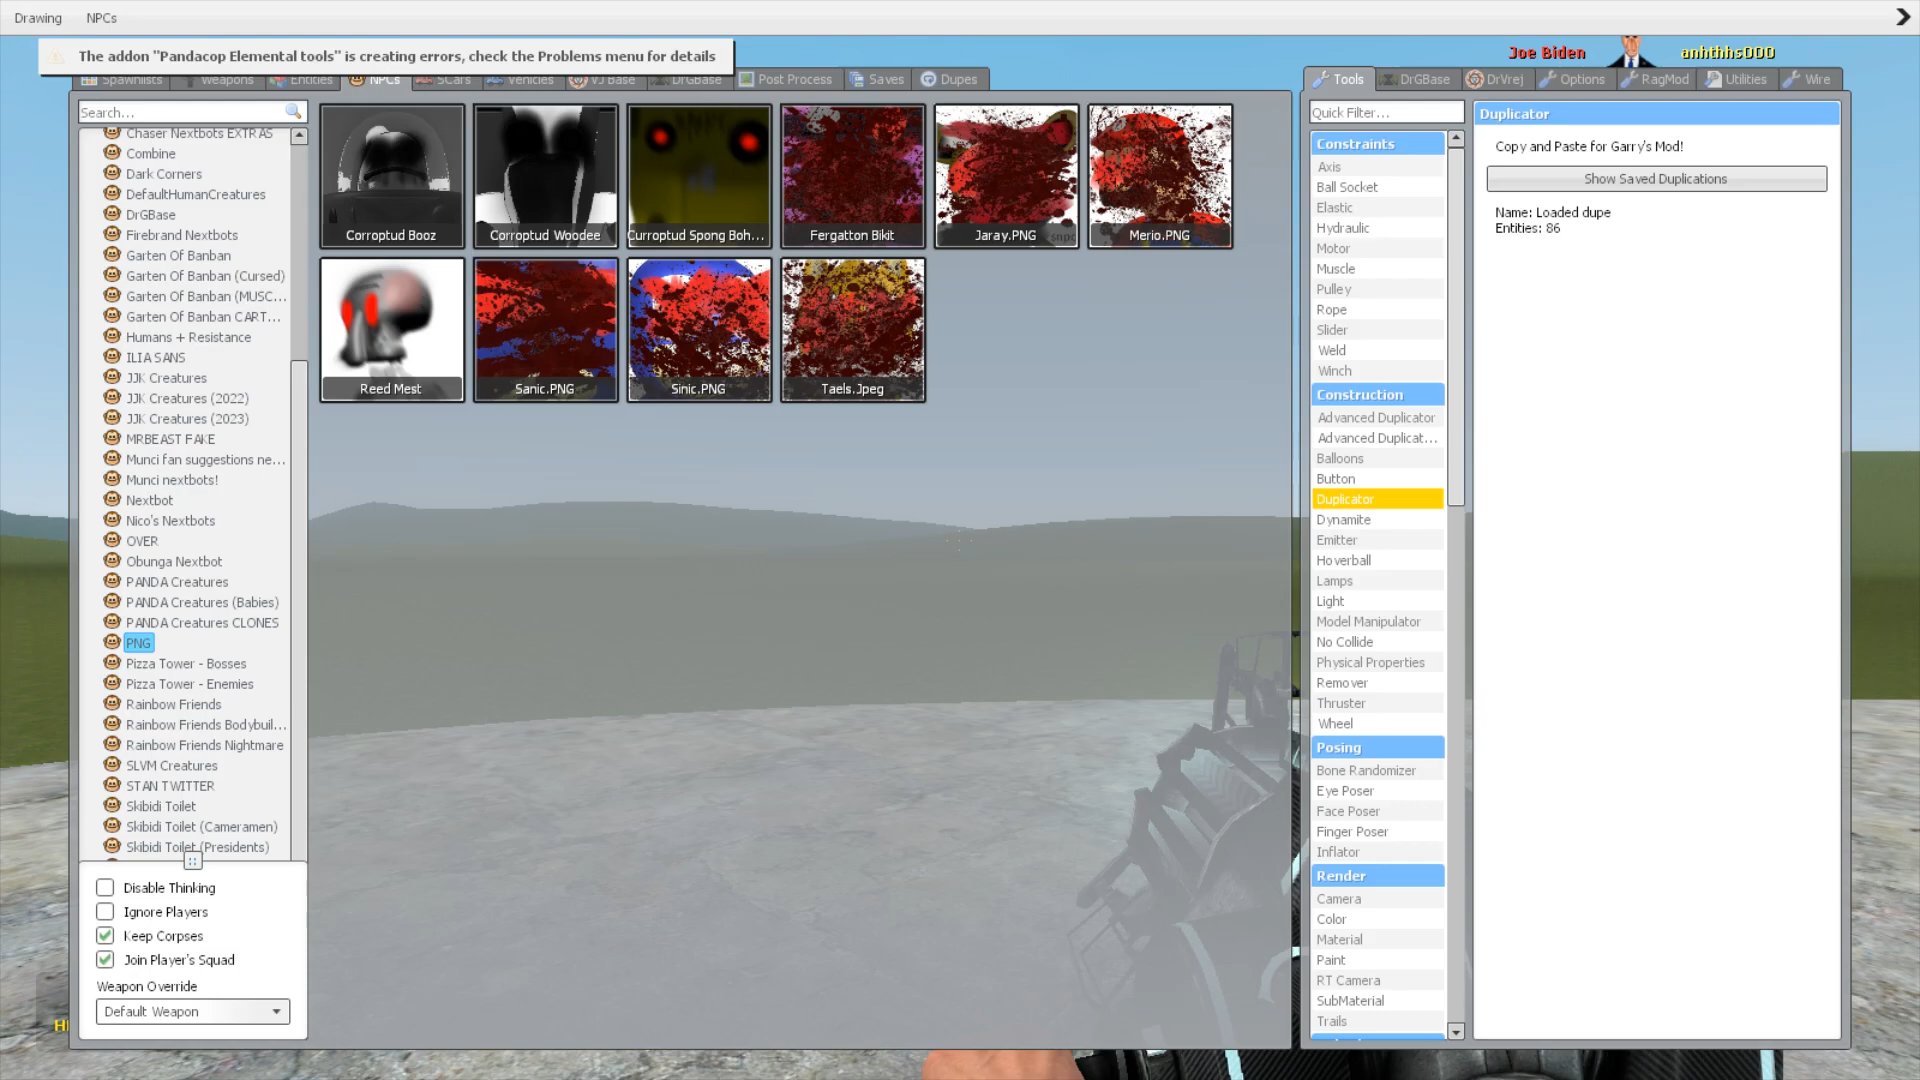 Drawing NPCs
The addon "Pandacop Elemental tools" is creating errors, check the Problems menu for details
Joe Biden
anhthhs000
Spawnlists Weapons Entities NPCs SCars Vehicles VJ Base DrGBase Post Process Saves Dupes
Tools DrGBase DrVrej Options RagMod Utilities Wire
Search...
Chaser Nextbots EXTRAS
Combine
Dark Corners
DefaultHumanCreatures
DrGBase
Firebrand Nextbots
Garten Of Banban
Garten Of Banban (Cursed)
Garten Of Banban (MUSC...
Garten Of Banban CART...
Humans + Resistance
ILIA SANS
JJK Creatures
JJK Creatures (2022)
JJK Creatures (2023)
MRBEAST FAKE
Munci fan suggestions ne...
Munci nextbots!
Nextbot
Nico's Nextbots
OVER
Obunga Nextbot
PANDA Creatures
PANDA Creatures (Babies)
PANDA Creatures CLONES
PNG
Pizza Tower - Bosses
Pizza Tower - Enemies
Rainbow Friends
Rainbow Friends Bodybuil...
Rainbow Friends Nightmare
SLVM Creatures
STAN TWITTER
Skibidi Toilet
Skibidi Toilet (Cameramen)
Skibidi Toilet (Presidents)
Disable Thinking
Ignore Players
Keep Corpses
Join Player's Squad
Weapon Override
Default Weapon
Corroptud Booz
Corroptud Woodee
Curroptud Spong Boh...
Fergatton Bikit
Jaray.PNG
Merio.PNG
Reed Mest
Sanic.PNG
Sinic.PNG
Taels.Jpeg
Quick Filter...
Constraints
Axis
Ball Socket
Elastic
Hydraulic
Motor
Muscle
Pulley
Rope
Slider
Weld
Winch
Construction
Advanced Duplicator
Advanced Duplicat...
Balloons
Button
Duplicator
Dynamite
Emitter
Hoverball
Lamps
Light
Model Manipulator
No Collide
Physical Properties
Remover
Thruster
Wheel
Posing
Bone Randomizer
Eye Poser
Face Poser
Finger Poser
Inflator
Render
Camera
Color
Material
Paint
RT Camera
SubMaterial
Trails
Duplicator
Copy and Paste for Garry's Mod!
Show Saved Duplications
Name: Loaded dupe
Entities: 86